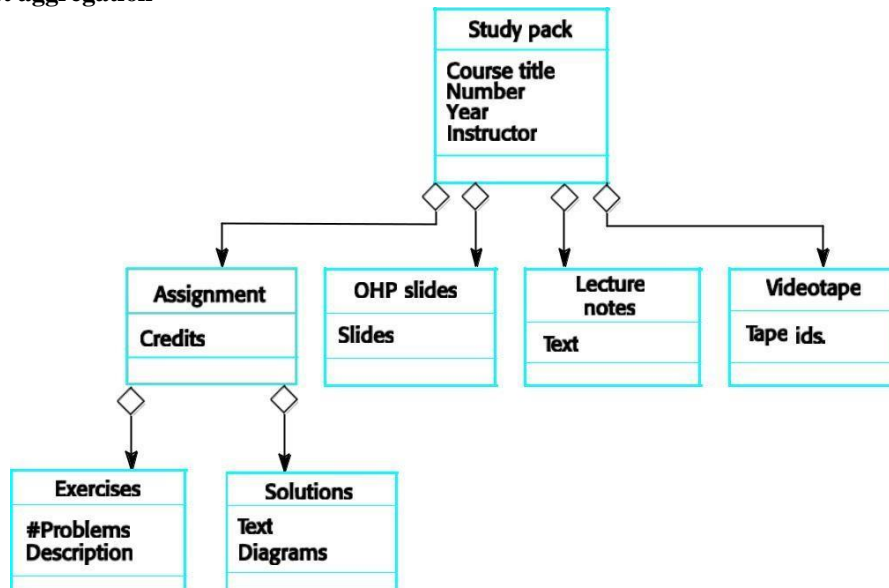 aggregation
Study pack
Course title
Number
Year
Instructor
Assignment
Credits
OHP slides
Slides
Lecture
notes
Text
Videotape
Tape ids.
Exercises
#Problems
Description
Solutions
Text
Diagrams